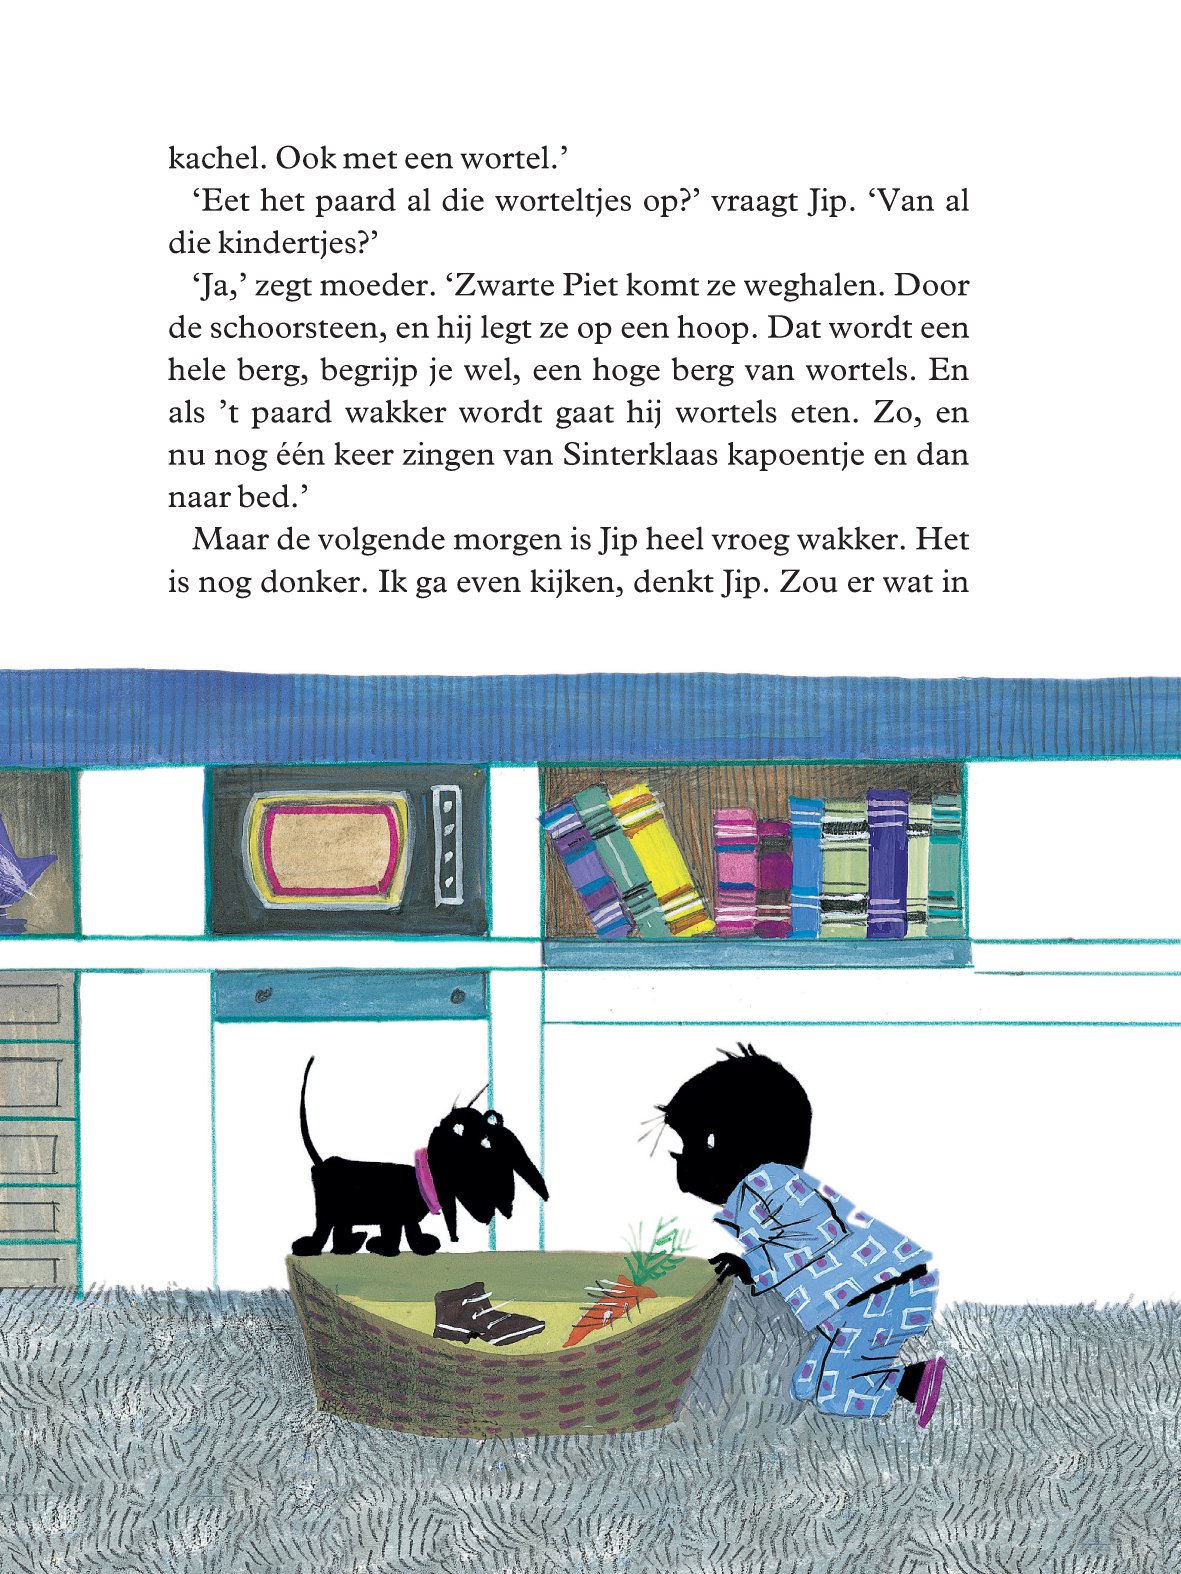 kachel. Ook met een wortel.’
‘Eet het paard al die worteltjes op?’ vraagt Jip. ‘Van al
die kindertjes?’
‘Ja,’ zegt moeder. ‘Zwarte Piet komt ze weghalen. Door
de schoorsteen, en hij legt ze op een hoop. Dat wordt een
hele berg, begrijp je wel, een hoge berg van wortels. En
als ’t paard wakker wordt gaat hij wortels eten. Zo, en
nu nog één keer zingen van Sinterklaas kapoentje en dan
naar bed.’
Maar de volgende morgen is Jip heel vroeg wakker. Het
is nog donker. Ik ga even kijken, denkt Jip. Zou er wat in